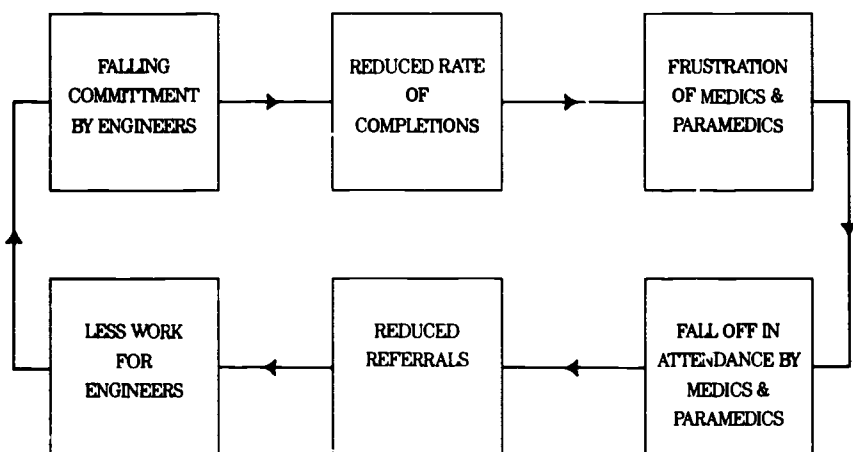 FALLING
COMMITTMENT
BY ENGINEERS
REDUCED RATE
OF
COMPLETIONS
FRUSTRATION
OF MEDICS &
PARAMEDICS
LESS WORK
FOR
ENGINEERS
REDUCED
REFERRALS
FALL OFF IN
ATTENDANCE BY
MEDICS &
PARAMEDICS